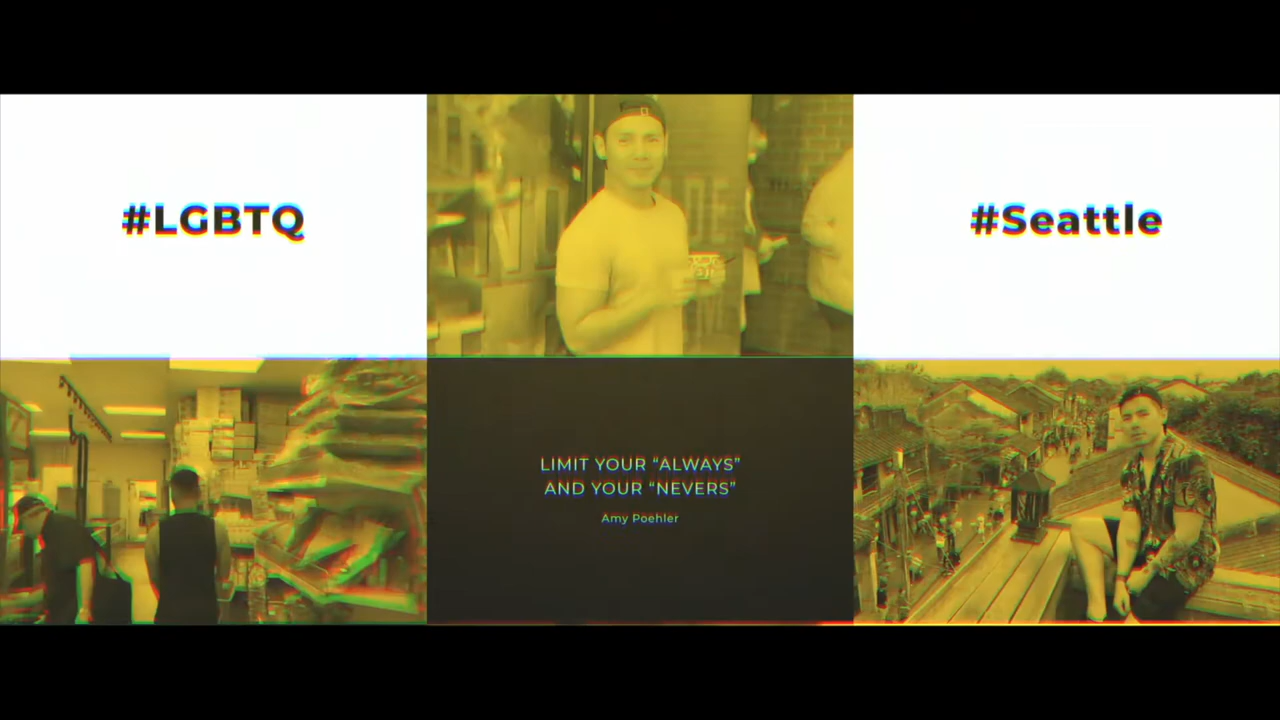 #LGBTQ
#Seattle
LIMIT YOUR “ALWAYS”
AND YOUR “NEVERS”
Amy Poehler